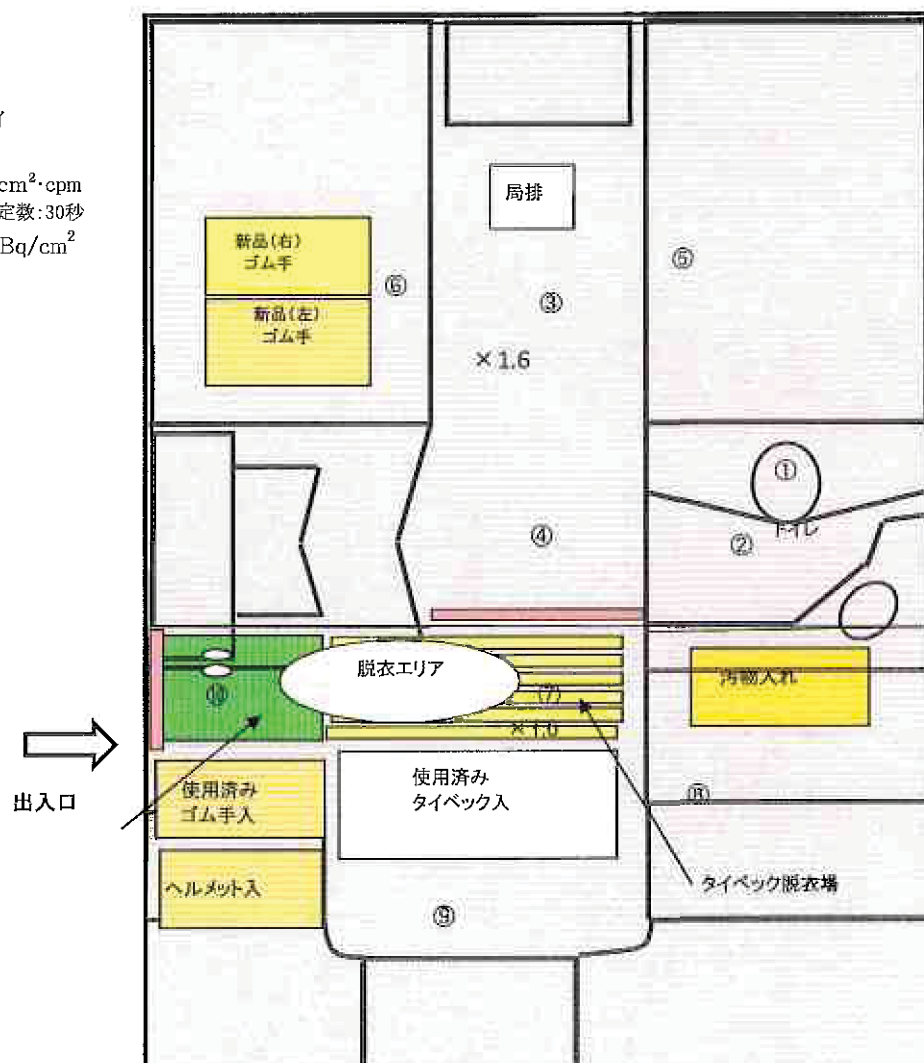 cm²･cpm
定数:30秒
Bq/cm²
局排
新品(右)
ゴム手
⑥
⑤
新品(左)
ゴム手
③
×1.6
①
④
②
トイレ
脱衣エリア
汚物入れ
⑩
(7)
×1.0
使用済み
タイベック入
使用済み
ゴム手入
出入口
⑧
ヘルメット入
タイベック脱衣場
⑨